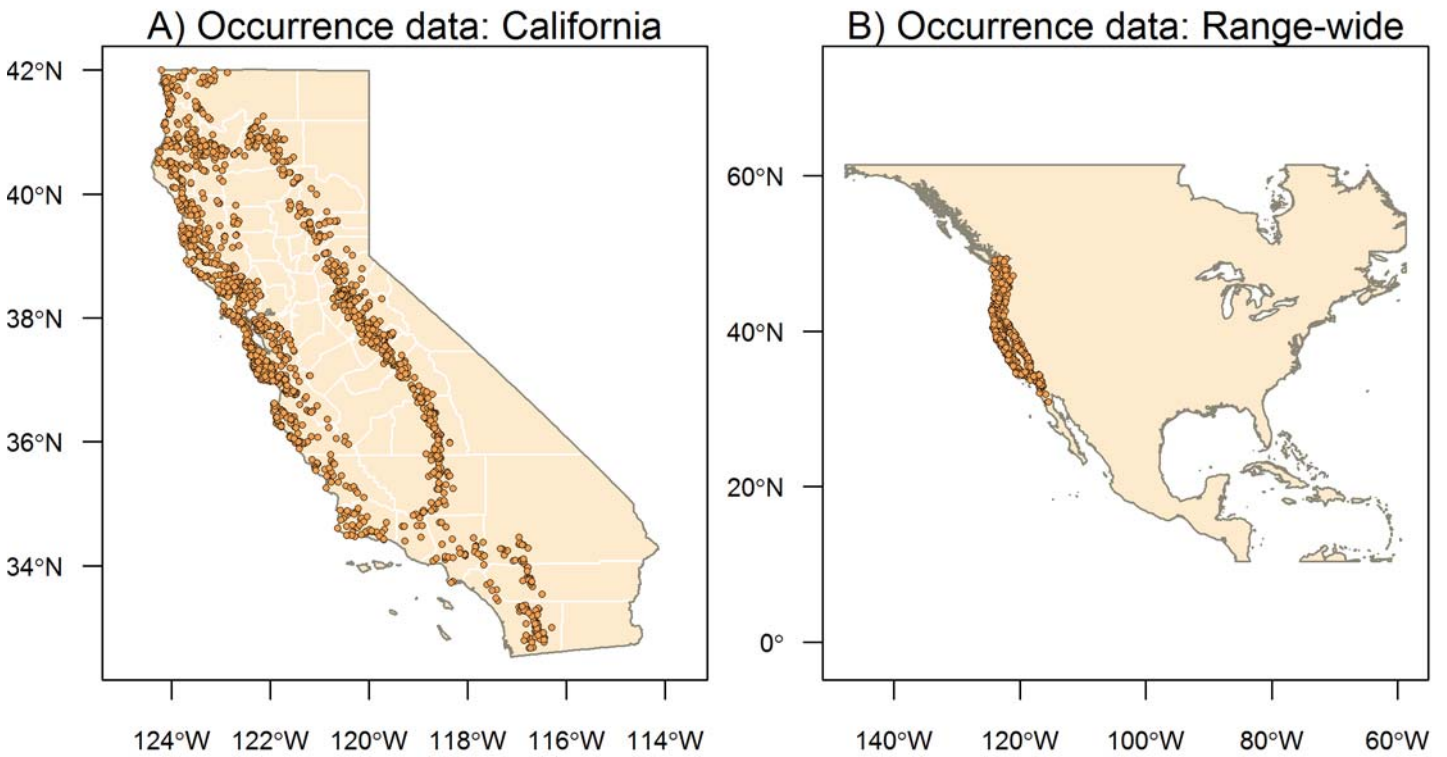 A) Occurrence data: California
42°N
40°N
38°N
36°N
34°N
124°W 122°W 120°W 118°W 116°W 114°W
B) Occurrence data: Range-wide
60°N
40°N
20°N
0°
140°W 120°W 100°W 80°W 60°W